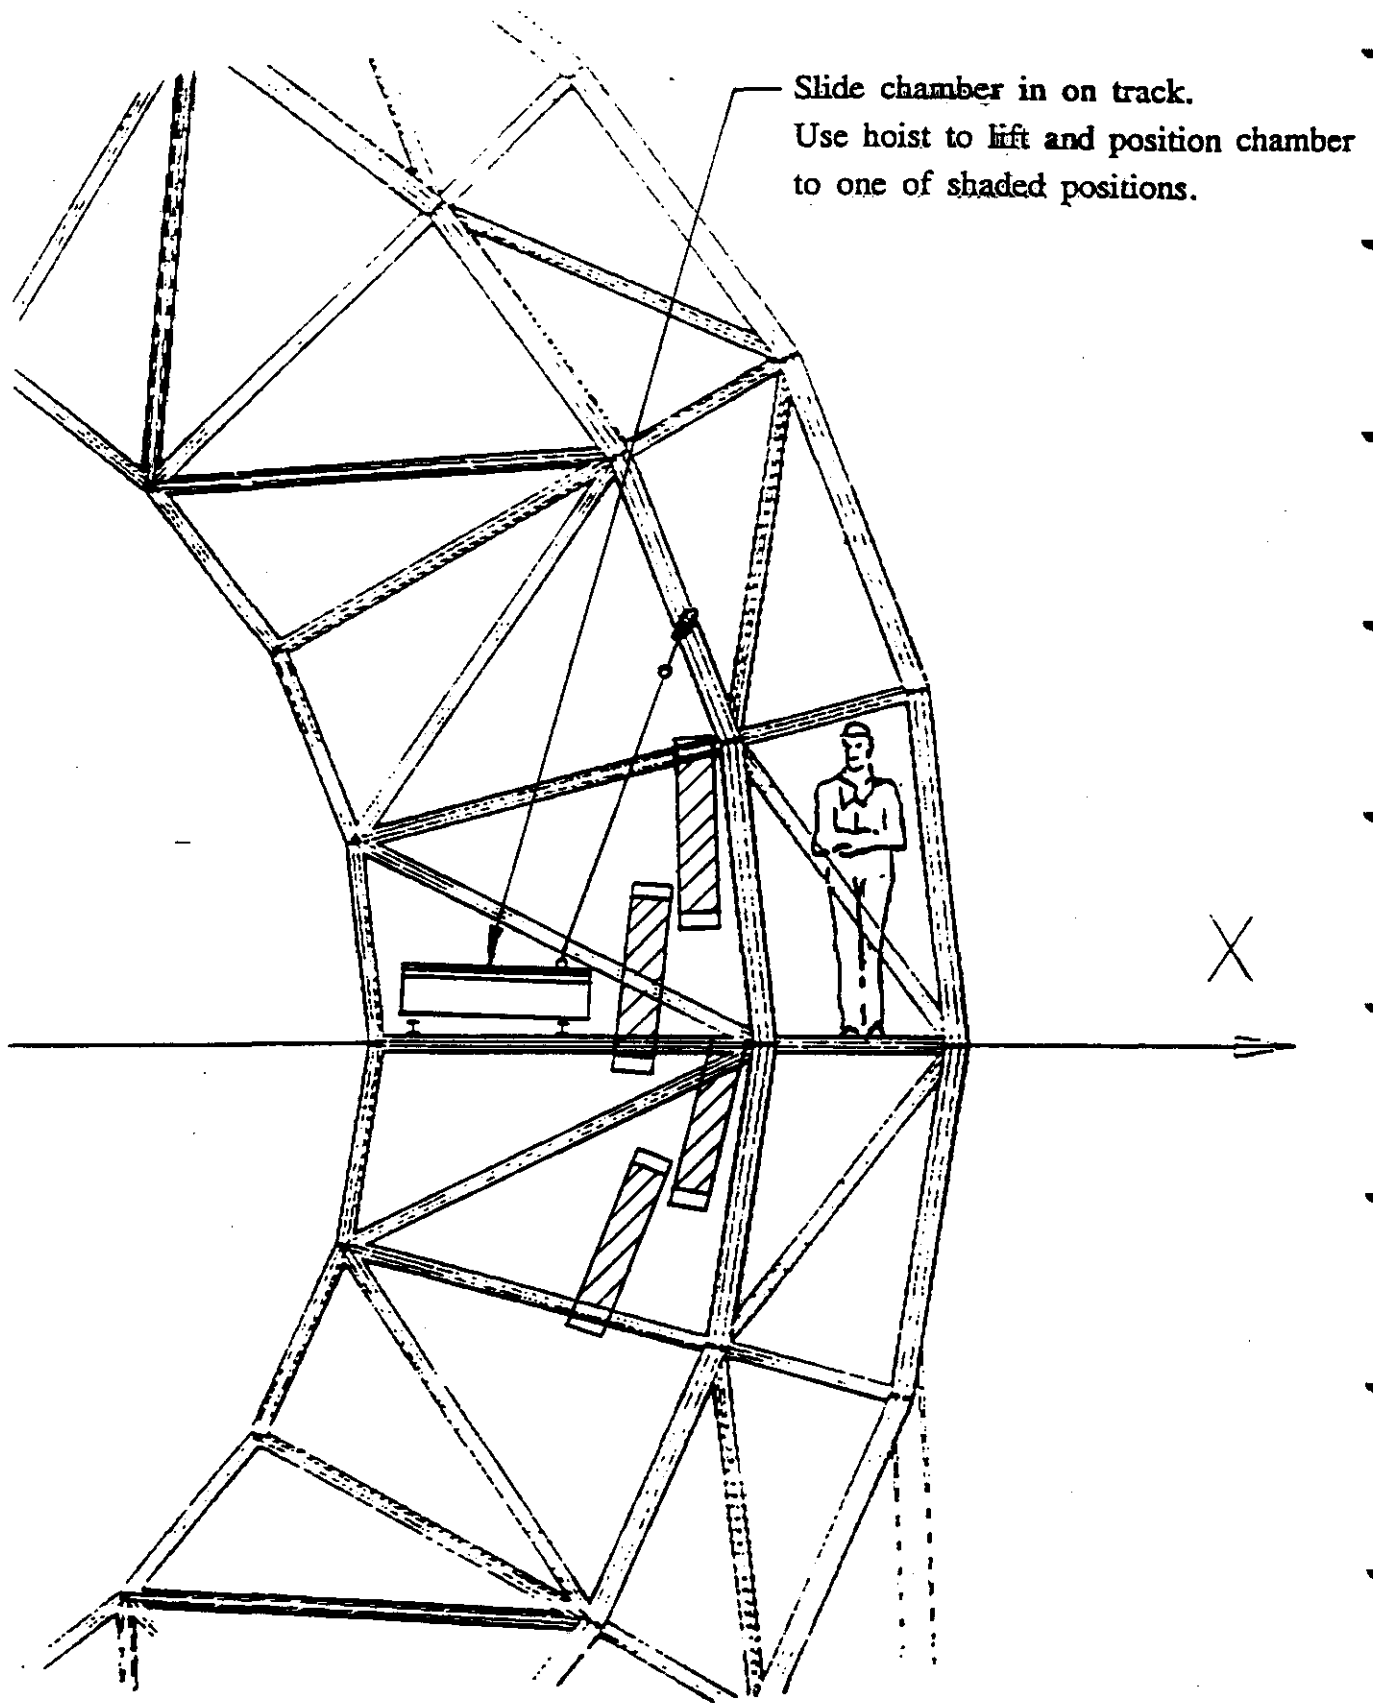 Slide chamber in on track.
Use hoist to lift and position chamber
to one of shaded positions.
X